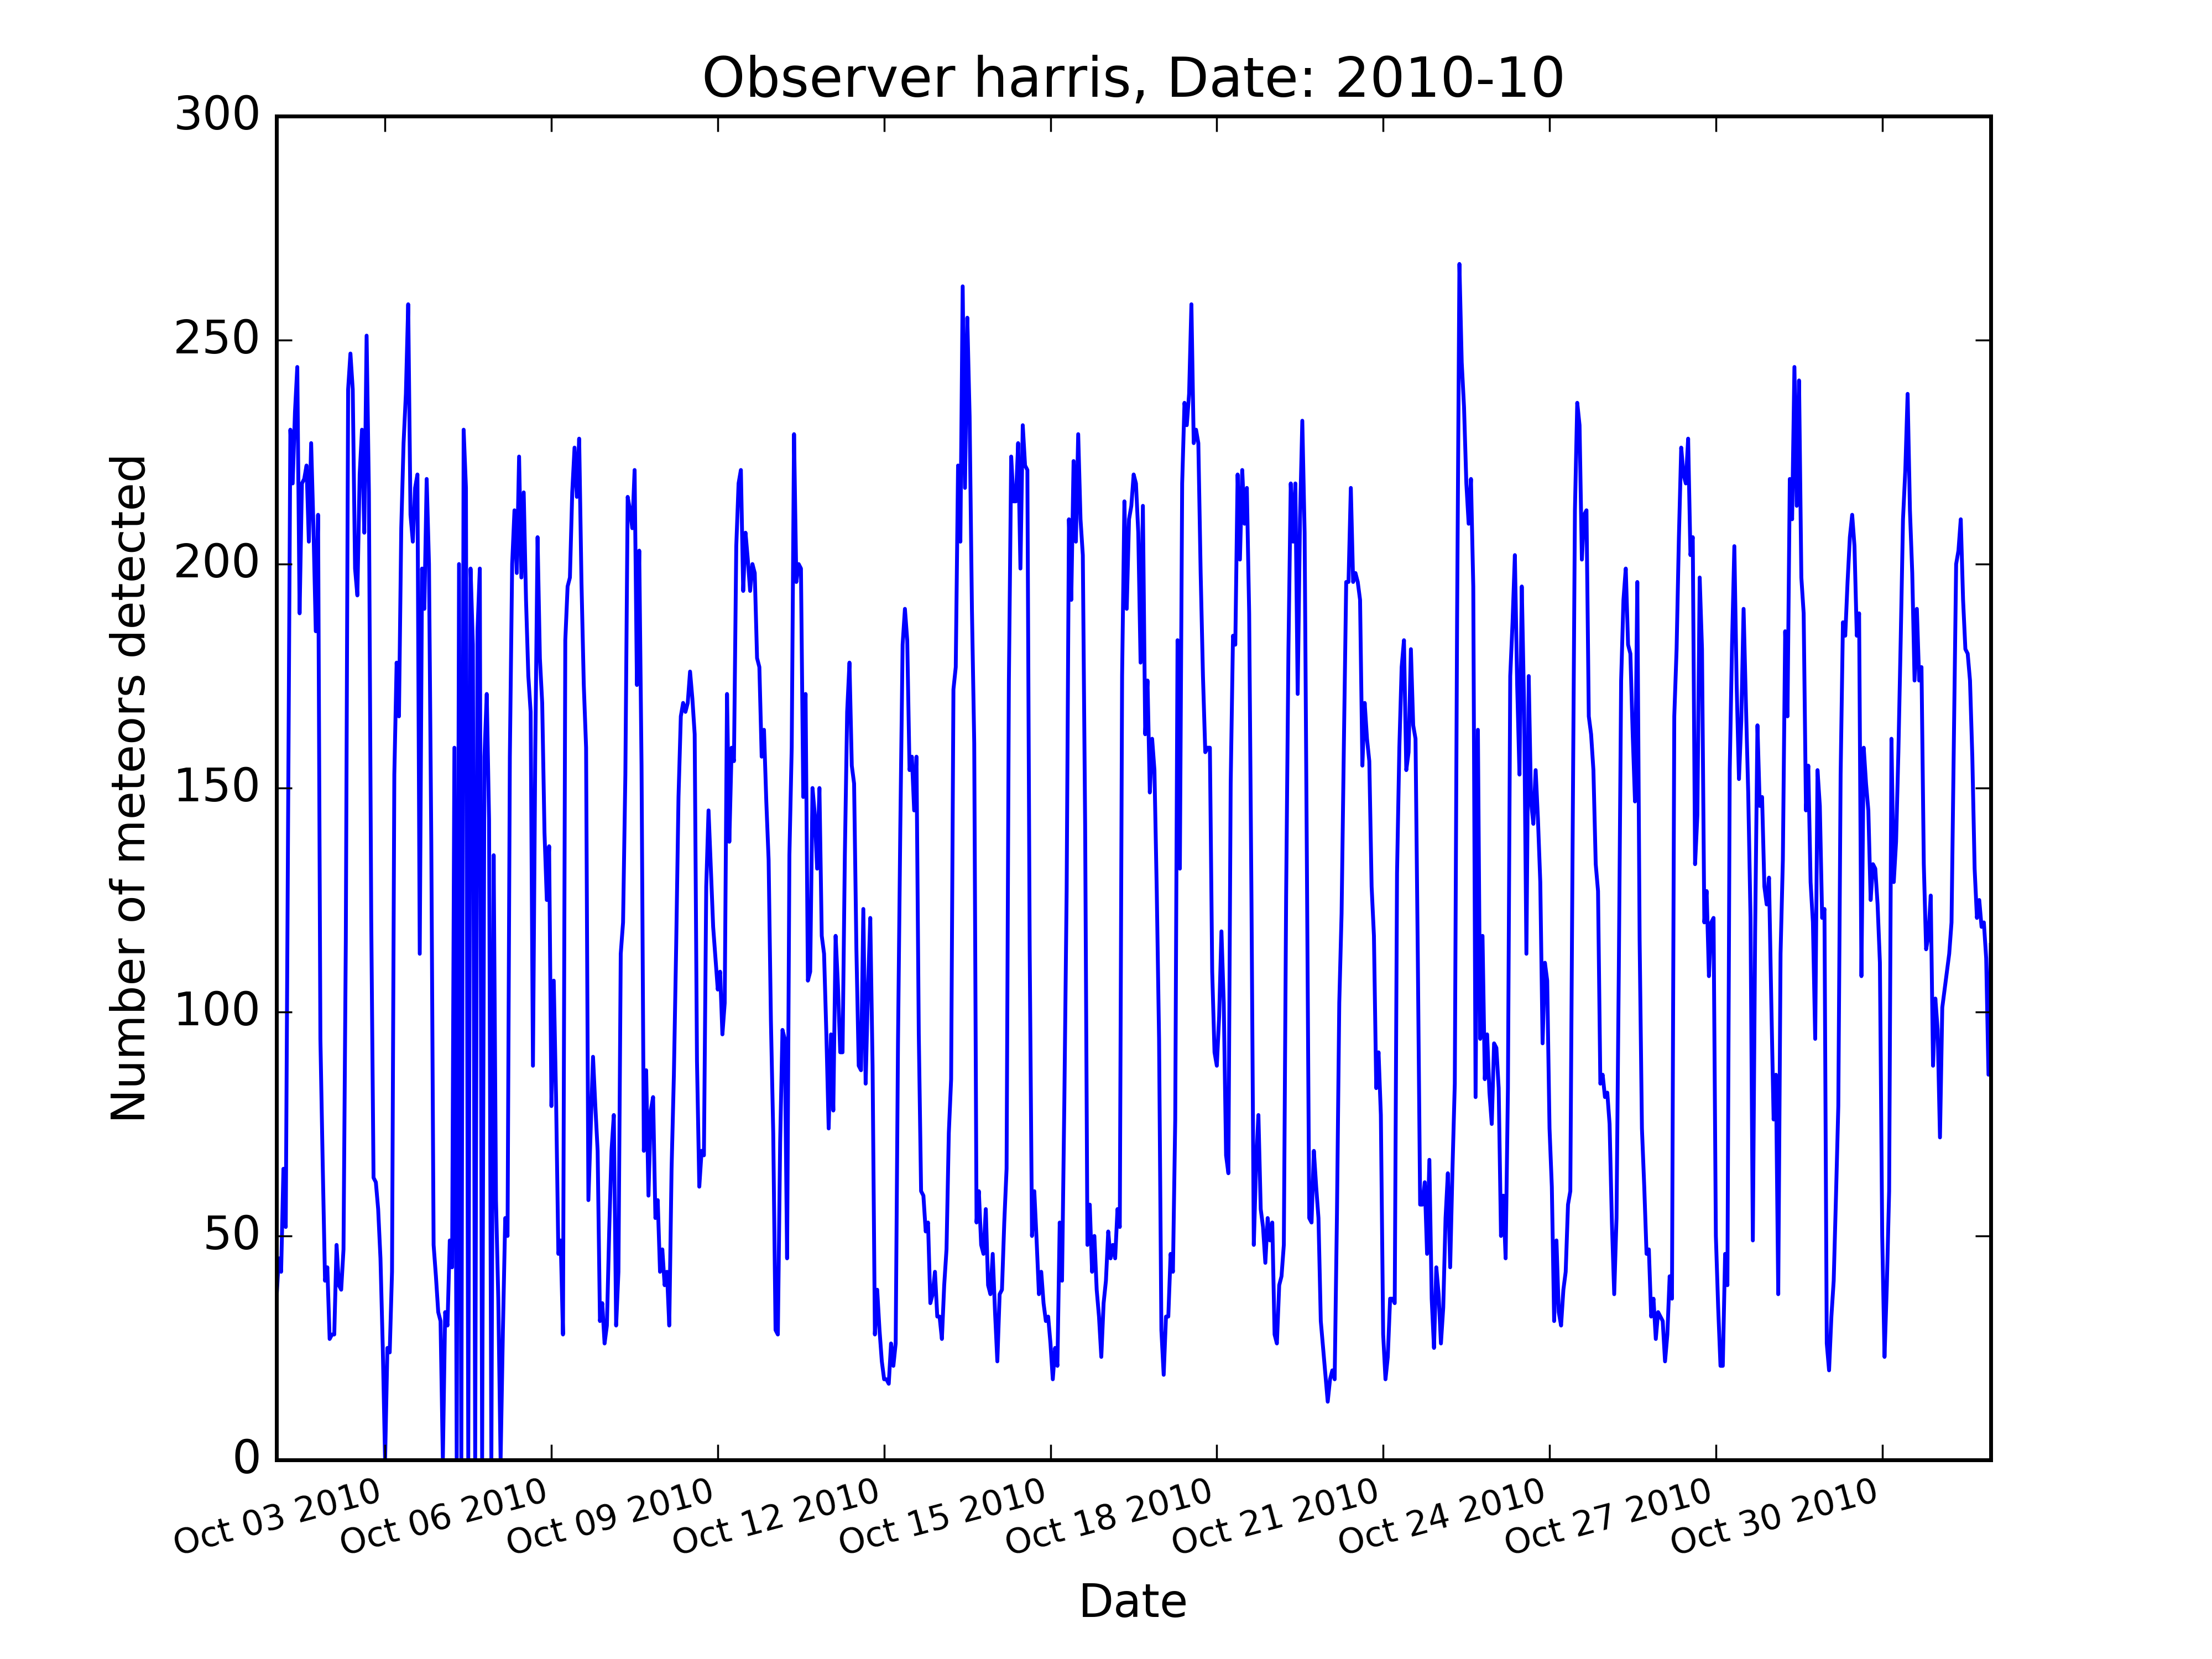 Observer harris, Date: 2010-10
300
250
200
150
100
50
0
Number of meteors detected
Oct 03 2010
Oct 06 2010
Oct 09 2010
Oct 12 2010
Oct 15 2010
Oct 18 2010
Oct 21 2010
Oct 24 2010
Oct 27 2010
Oct 30 2010
Date